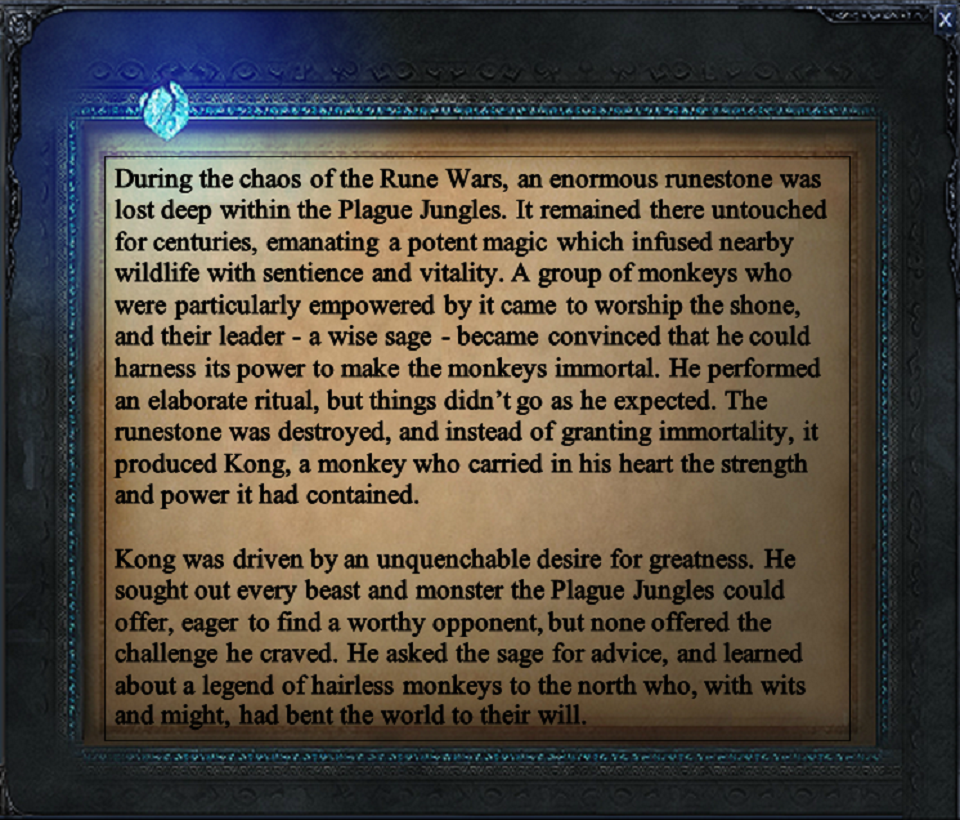 During the chaos of the Rune Wars, an enormous runestone was
lost deep within the Plague Jungles. It remained there untouched
for centuries, emanating a potent magic which infused nearby
wildlife with sentience and vitality. A group of monkeys who
were particularly empowered by it came to worship the shone,
and their leader - a wise sage - became convinced that he could
harness its power to make the monkeys immortal. He performed
an elaborate ritual, but things didn't go as he expected. The
runestone was destroyed, and instead of granting immortality, it
produced Kong, a monkey who carried in his heart the strength
and power it had contained.

Kong was driven by an unquenchable desire for greatness. He
sought out every beast and monster the Plague Jungles could
offer, eager to find a worthy opponent, but none offered the
challenge he craved. He asked the sage for advice, and learned
about a legend of hairless monkeys to the north who, with wits
and might, had bent the world to their will.